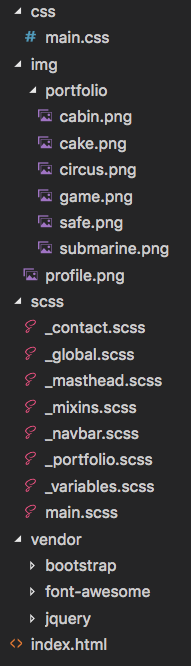 css
main.css
img
portfolio
cabin.png
cake.png
circus.png
game.png
safe.png
submarine.png
profile.png
scss
_contact.scss
_global.scss
_masthead.scss
_mixins.scss
_navbar.scss
_portfolio.scss
_variables.scss
main.scss
vendor
bootstrap
font-awesome
jquery
index.html